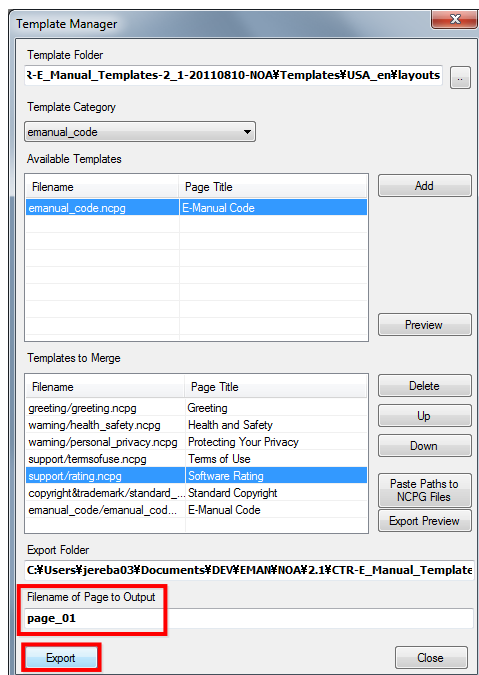 Template Manager
Template Folder
R-E_Manual_Templates-2_1-20110810-NOA¥Templates¥USA_en¥layouts
..
Template Category
emanual_code
Available Templates
Filename Page Title
emanual_code.ncpg E-Manual Code
Add
Preview
Templates to Merge
Filename Page Title
greeting/greeting.ncpg Greeting
warning/health_safety.ncpg Health and Safety
warning/personal_privacy.ncpg Protecting Your Privacy
support/termsofuse.ncpg Terms of Use
support/rating.ncpg Software Rating
copyright&trademark/standard_... Standard Copyright
emanual_code/emanual_cod... E-Manual Code
Delete
Up
Down
Paste Paths to
NCPG Files
Export Preview
Export Folder
C:¥Users¥jereba03¥Documents¥DEV¥EMAN¥NOA¥2.1¥CTR-E_Manual_Template
Filename of Page to Output
page_01
Export
Close